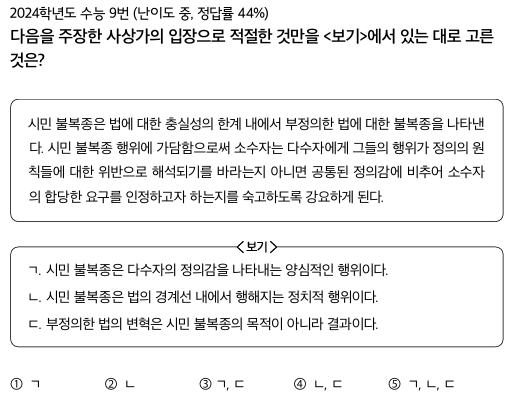 2024학년도 수능 9번 (난이도 중, 정답률 44%)
다음을 주장한 사상가의 입장으로 적절한 것만을 <보기>에서 있는 대로 고른
것은?
시민 불복종은 법에 대한 충실성의 한계 내에서 부정의한 법에 대한 불복종을 나타낸
다. 시민 불복종 행위에 가담함으로써 소수자는 다수자에게 그들의 행위가 정의의 원
칙들에 대한 위반으로 해석되기를 바라는지 아니면 공통된 정의감에 비추어 소수자
의 합당한 요구를 인정하고자 하는지를 숙고하도록 강요하게 된다.
<보기>
ㄱ. 시민 불복종은 다수자의 정의감을 나타내는 양심적인 행위이다.
ㄴ. 시민 불복종은 법의 경계선 내에서 행해지는 정치적 행위이다.
ㄷ. 부정의한 법의 변혁은 시민 불복종의 목적이 아니라 결과이다.
① ㄱ ② ㄴ ③ ㄱ, ㄷ ④ ㄴ, ㄷ ⑤ ㄱ, ㄴ, ㄷ